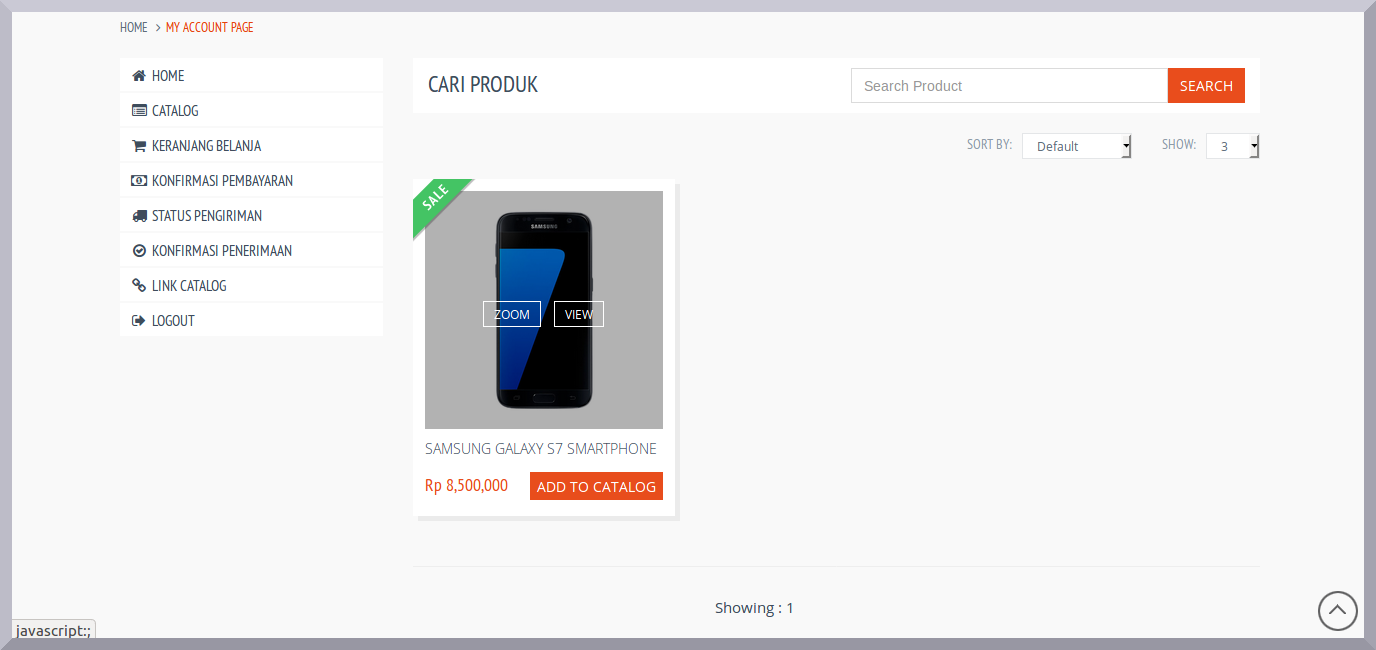 HOME > MY ACCOUNT PAGE
HOME
CATALOG
KERANJANG BELANJA
KONFIRMASI PEMBAYARAN
STATUS PENGIRIMAN
KONFIRMASI PENERIMAAN
LINK CATALOG
LOGOUT
CARI PRODUK
Search Product
SEARCH
SORT BY: Default SHOW: 3
SALE
SAMSUNG
ZOOM VIEW
SAMSUNG GALAXY S7 SMARTPHONE
Rp 8,500,000 ADD TO CATALOG
Showing : 1
javascript:;